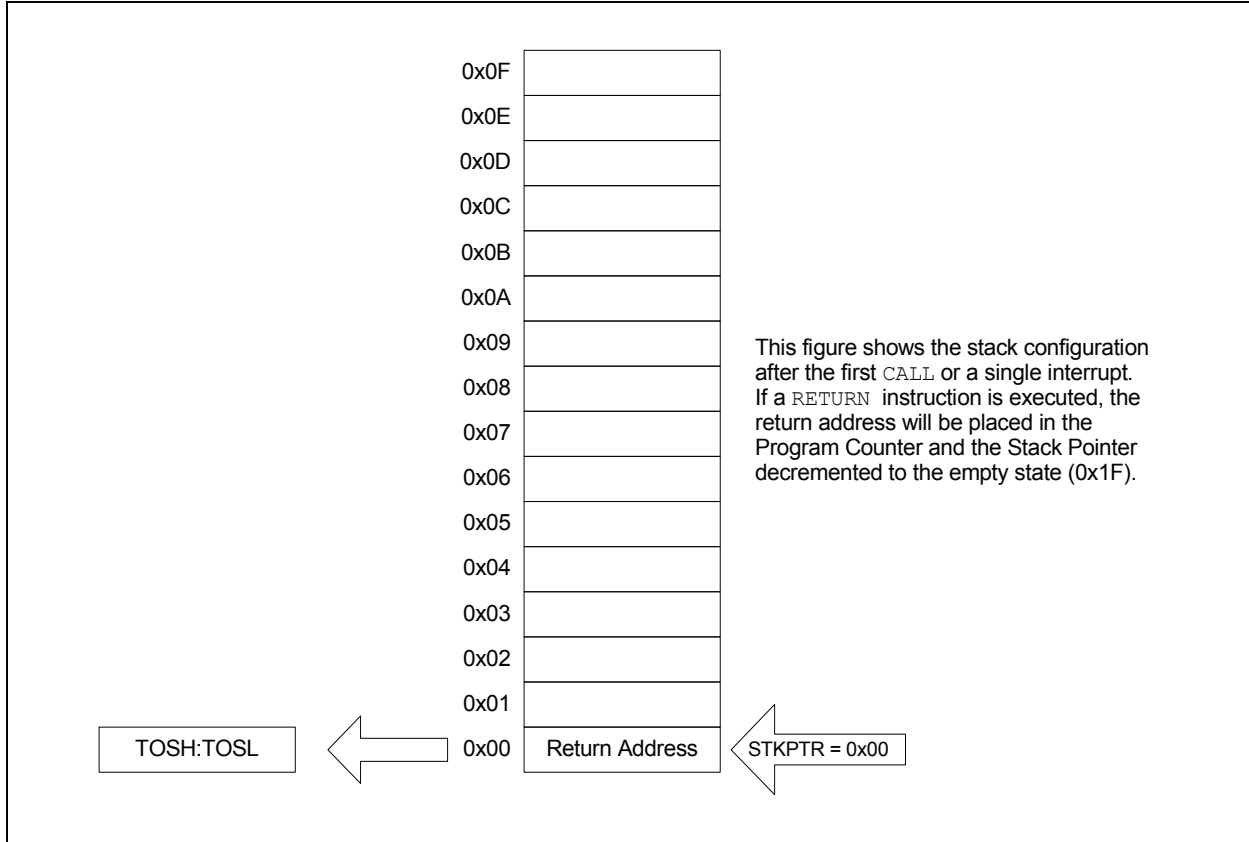 0x0F
0x0E
0x0D
0x0C
0x0B
0x0A
0x09
0x08
0x07
0x06
0x05
0x04
0x03
0x02
0x01
This figure shows the stack configuration
after the first CALL or a single interrupt.
If a RETURN instruction is executed, the
return address will be placed in the
Program Counter and the Stack Pointer
decremented to the empty state (0x1F).
TOSH:TOSL 0x00 Return Address STKPTR = 0x00